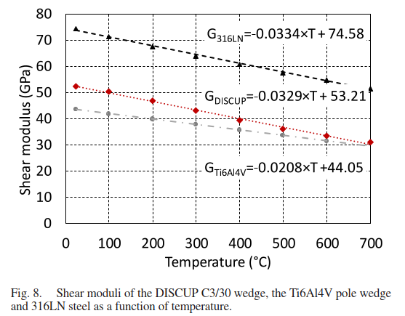 80
70
60
50
40
30
20
10
0
Shear modulus (GPa)
G316LN=-0.0334×T+74.58
GDISCUP=-0.0329×T+53.21
GTi6Al4V=-0.0208×T+44.05
0 100 200 300 400 500 600 700
Temperature (°C)
Fig. 8. Shear moduli of the DISCUP C3/30 wedge, the Ti6Al4V pole wedge
and 316LN steel as a function of temperature.